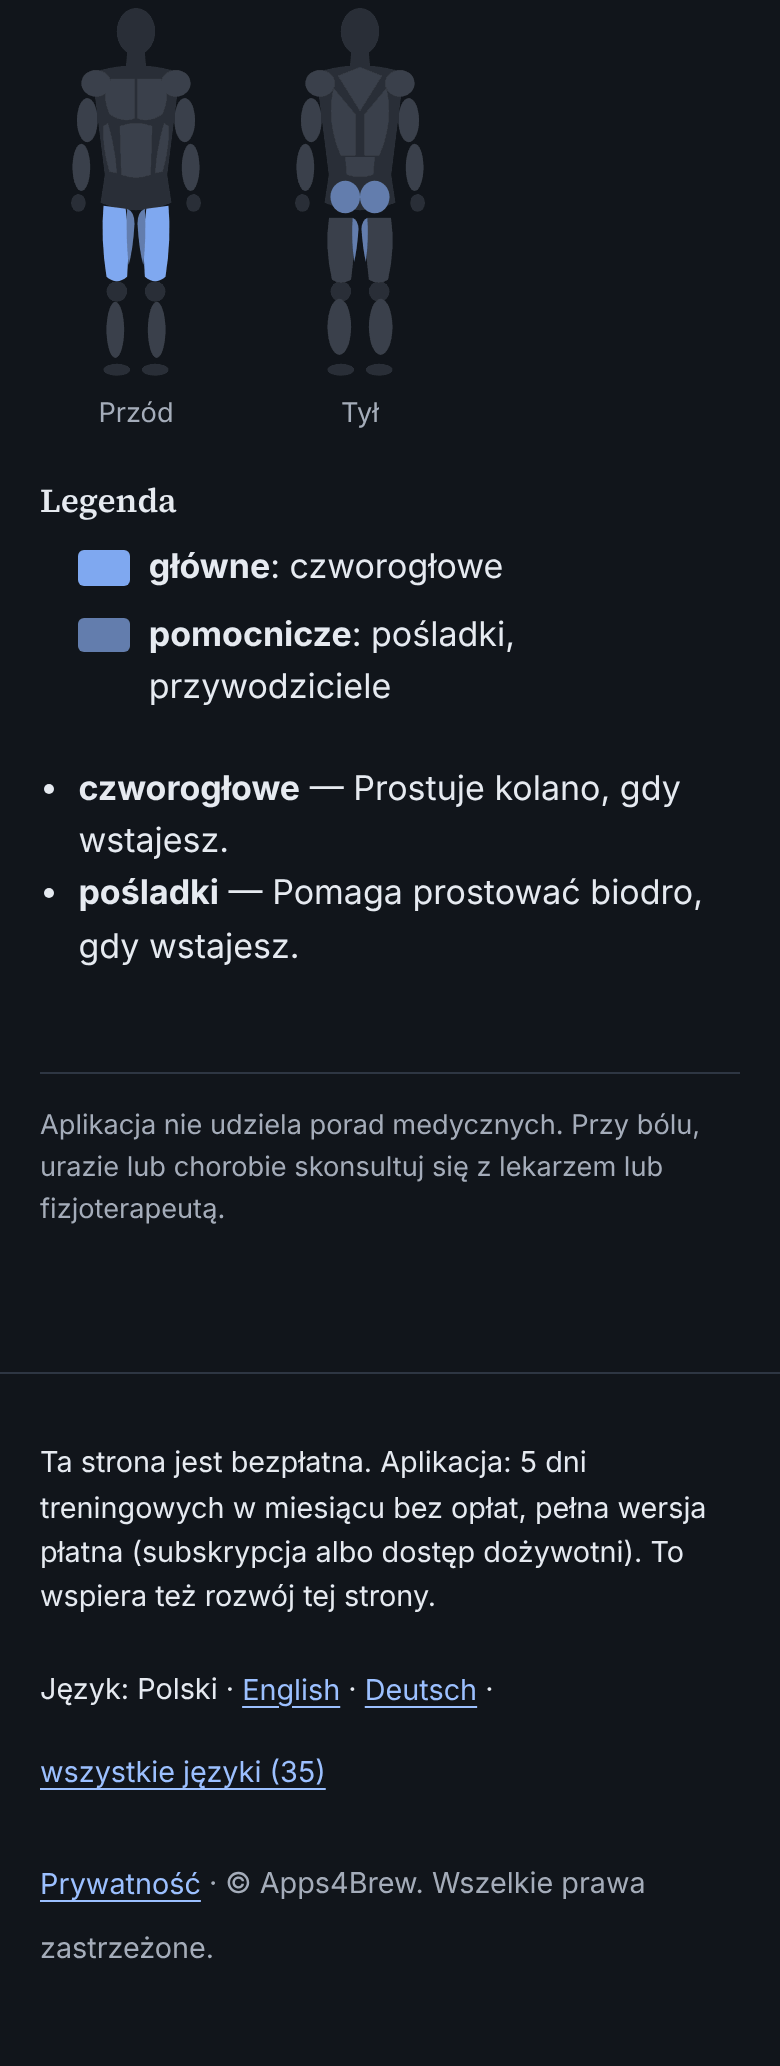 Przód
Tył
Legenda
główne: czworogłowe
pomocnicze: pośladki,
przywodziciele
• czworogłowe — Prostuje kolano, gdy
wstajesz.
• pośladki — Pomaga prostować biodro,
gdy wstajesz.
Aplikacja nie udziela porad medycznych. Przy bólu,
urazie lub chorobie skonsultuj się z lekarzem lub
fizjoterapeutą.
Ta strona jest bezpłatna. Aplikacja: 5 dni
treningowych w miesiącu bez opłat, pełna wersja
płatna (subskrypcja albo dostęp dożywotni). To
wspiera też rozwój tej strony.
Język: Polski · English · Deutsch ·
wszystkie języki (35)
Prywatność · © Apps4Brew. Wszelkie prawa
zastrzeżone.